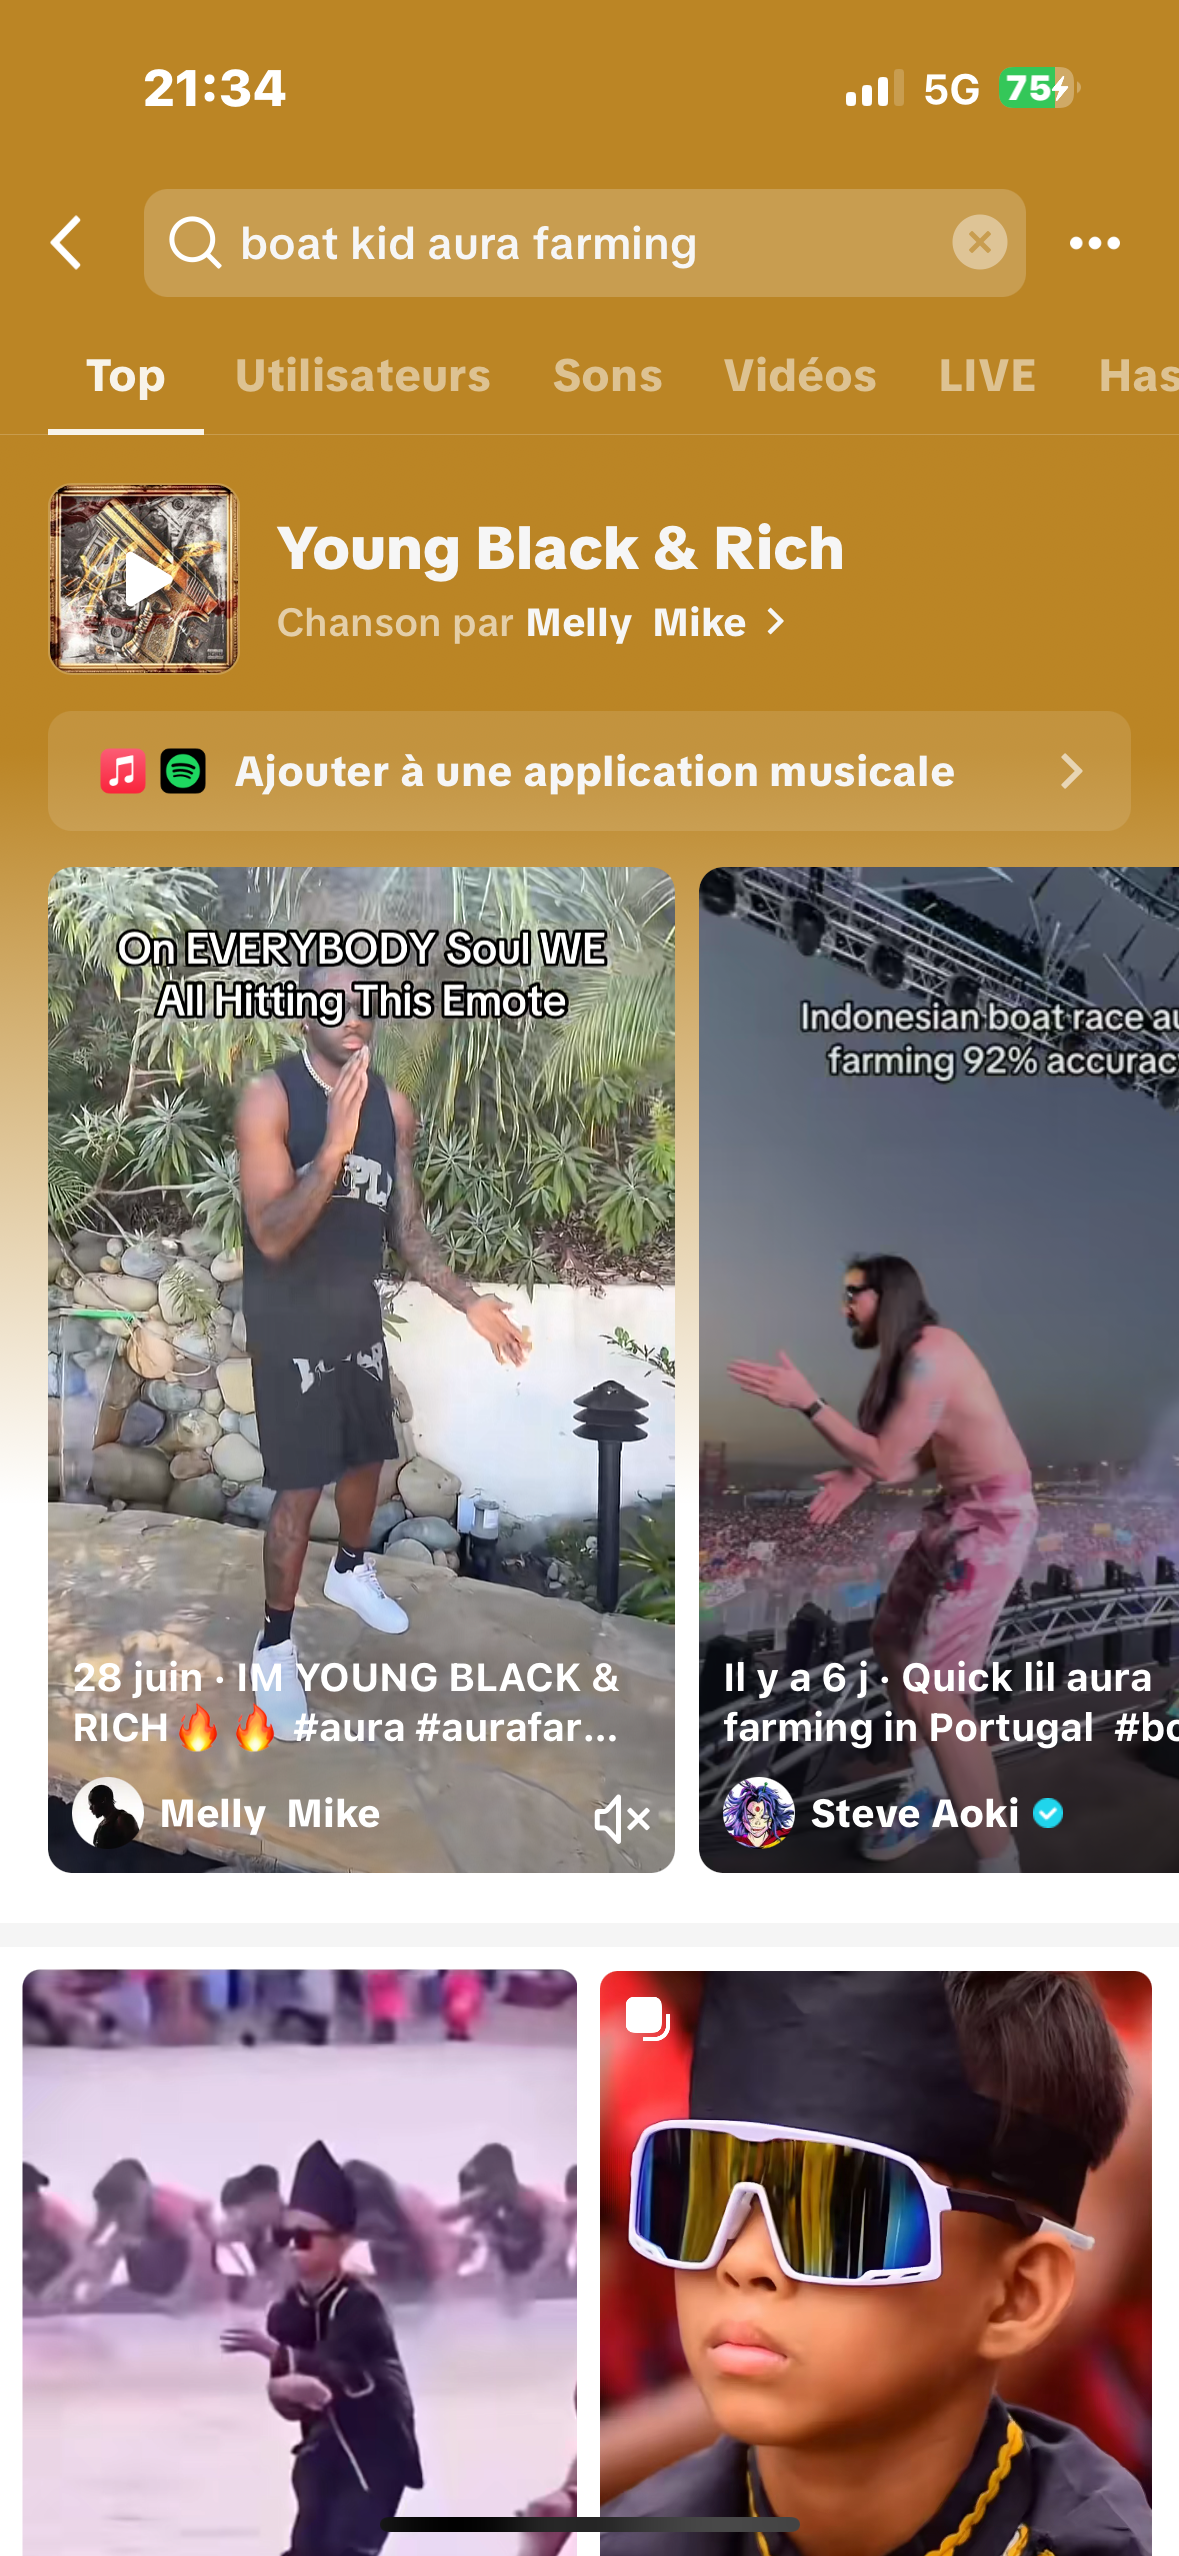 21:34
5G
75
boat kid aura farming
Top
Utilisateurs
Sons
Vidéos
LIVE
Has
Young Black & Rich
Chanson par Melly Mike
Ajouter à une application musicale
On EVERYBODY Soul WE
All Hitting This Emote
PL
28 juin · IM YOUNG BLACK &
RICH🔥 🔥 #aura #aurafar...
Melly Mike
Indonesian boat race au
farming 92% accurac
Il y a 6 j · Quick lil aura
farming in Portugal #bo
Steve Aoki